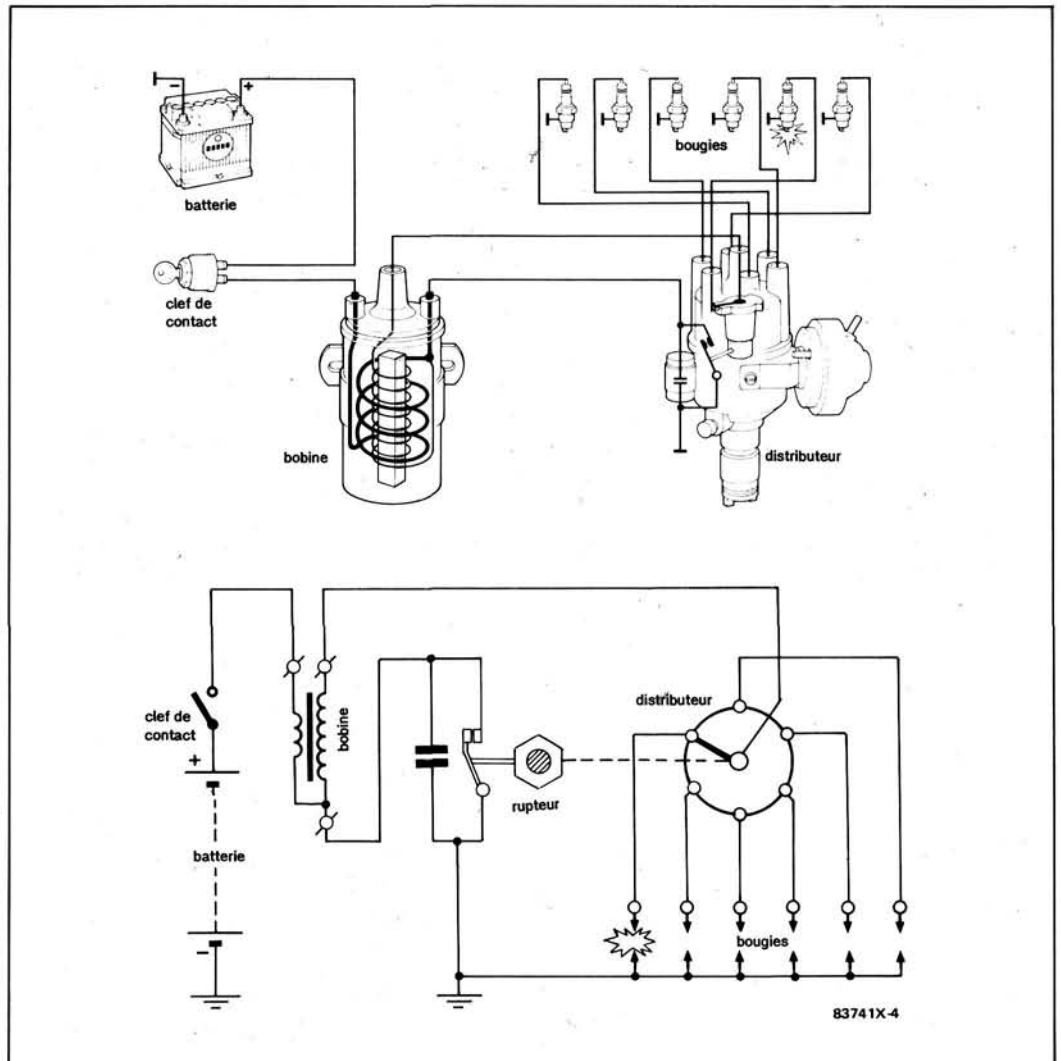 − +
batterie
bougies
clef de
contact
bobine
distributeur
clef de
contact
+
bobine
distributeur
rupteur
batterie
−
bougies
83741X-4